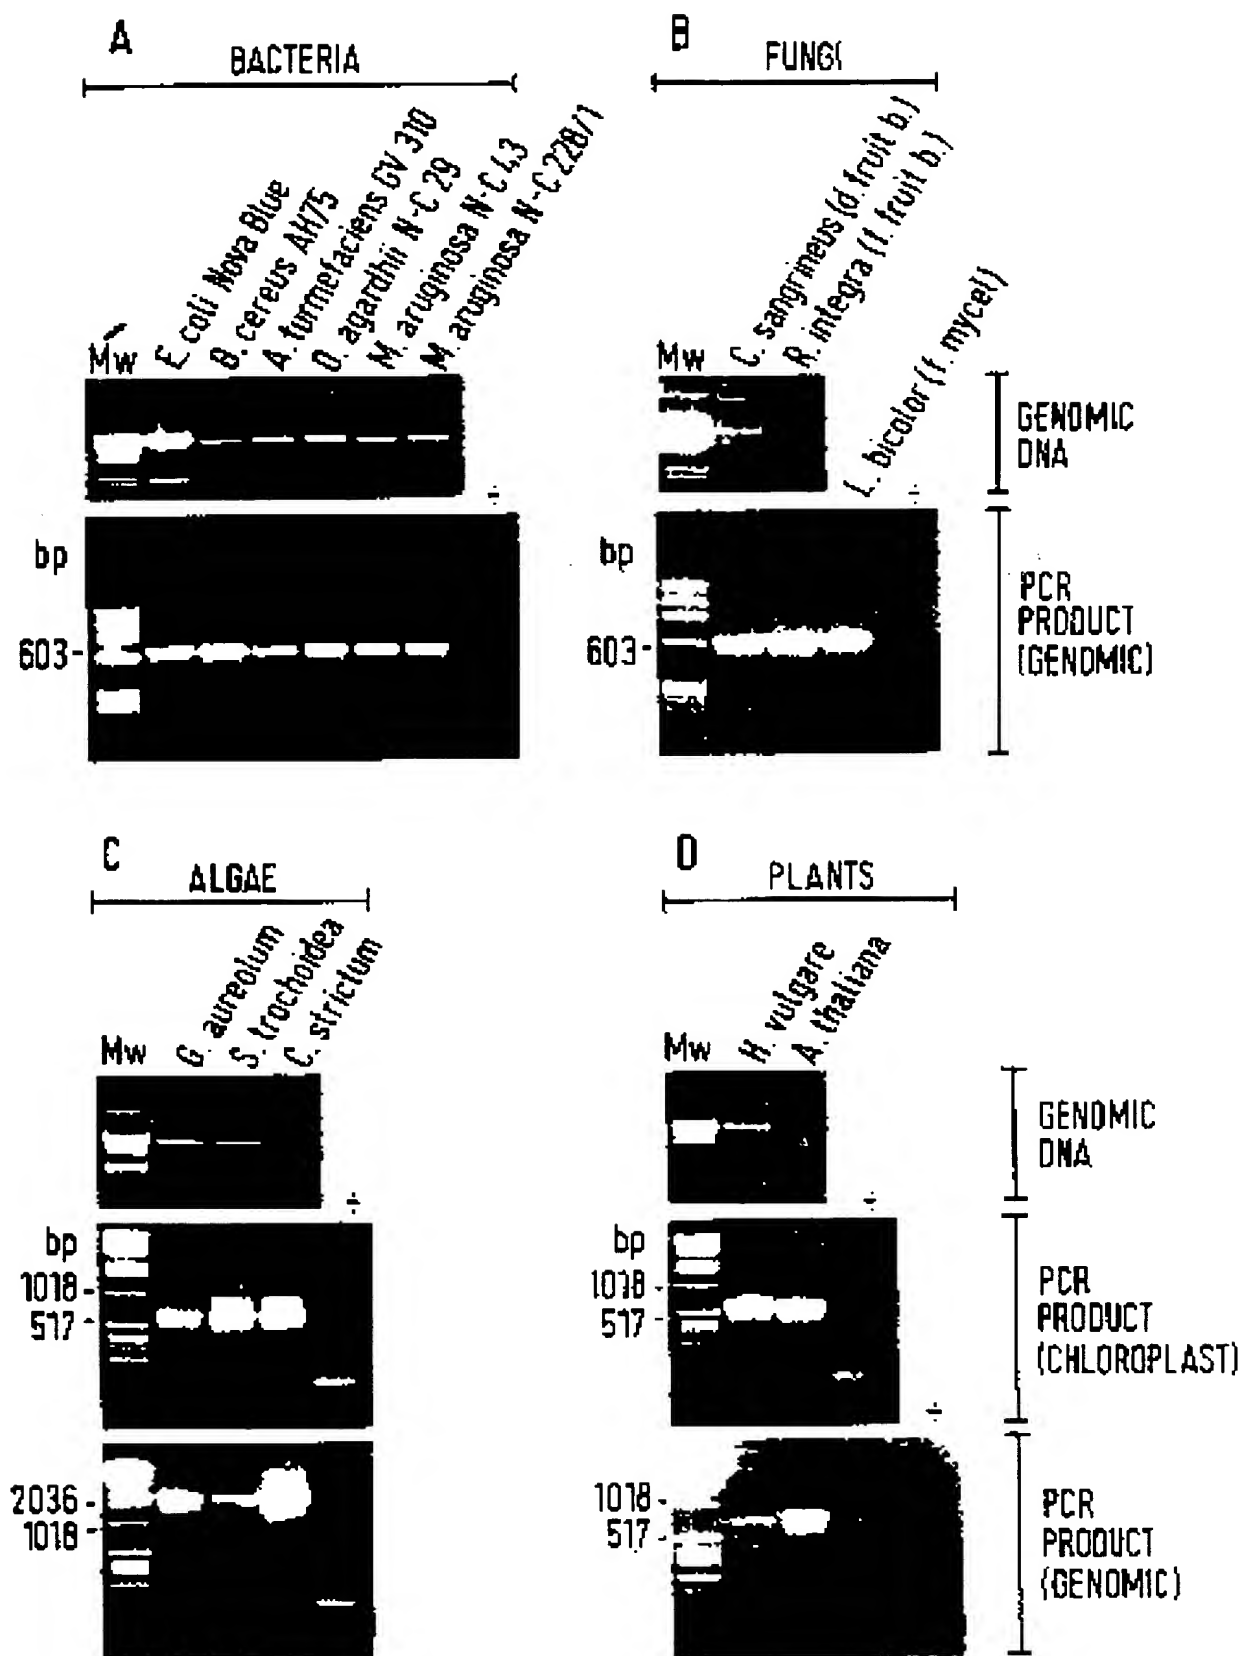 A
BACTERIA
Mw
E. coli Nova Blue
B. cereus AH75
A. tumefaciens GV 310
O. agardhii N-C 29
M. aruginosa N-C 43
M. aruginosa N-C 228/1
bp
603-
B
FUNGI
Mw
C. sangrineus (d. fruit b.)
R. integra (f. fruit b.)
L. bicolor (f. mycel)
GENOMIC
DNA
bp
603-
PCR
PRODUCT
(GENOMIC)
C
ALGAE
Mw
G. aureolum
S. trochoidea
C. strictum
bp
1018-
517-
2036-
1018-
D
PLANTS
Mw
H. vulgare
A. thaliana
GENOMIC
DNA
bp
1018-
517-
PCR
PRODUCT
(CHLOROPLAST)
1018-
517-
PCR
PRODUCT
(GENOMIC)